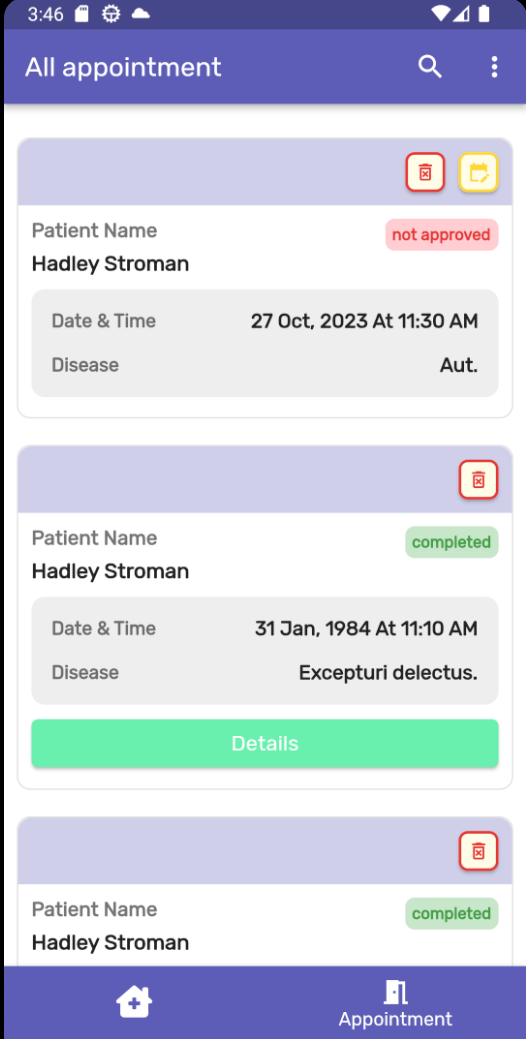 3:46
All appointment
Patient Name
not approved
Hadley Stroman
Date & Time 27 Oct, 2023 At 11:30 AM
Disease Aut.
Patient Name
completed
Hadley Stroman
Date & Time 31 Jan, 1984 At 11:10 AM
Disease Excepturi delectus.
Details
Patient Name
completed
Hadley Stroman
Appointment